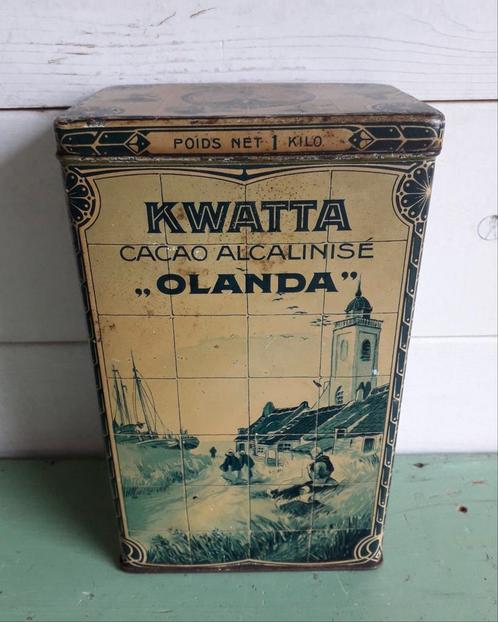 POIDS NET 1 KILO
KWATTA
CACAO ALCALINISÉ
„OLANDA”